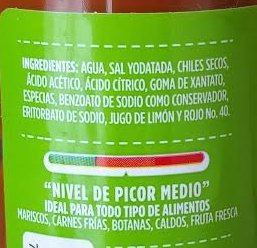 INGREDIENTES: AGUA, SAL YODATADA, CHILES SECOS,
ÁCIDO ACÉTICO, ÁCIDO CÍTRICO, GOMA DE XANTATO,
ESPECIAS, BENZOATO DE SODIO COMO CONSERVADOR,
ERITORBATO DE SODIO, JUGO DE LIMÓN Y ROJO No. 40.
"NIVEL DE PICOR MEDIO"
IDEAL PARA TODO TIPO DE ALIMENTOS
MARISCOS, CARNES FRÍAS, BOTANAS, CALDOS, FRUTA FRESCA